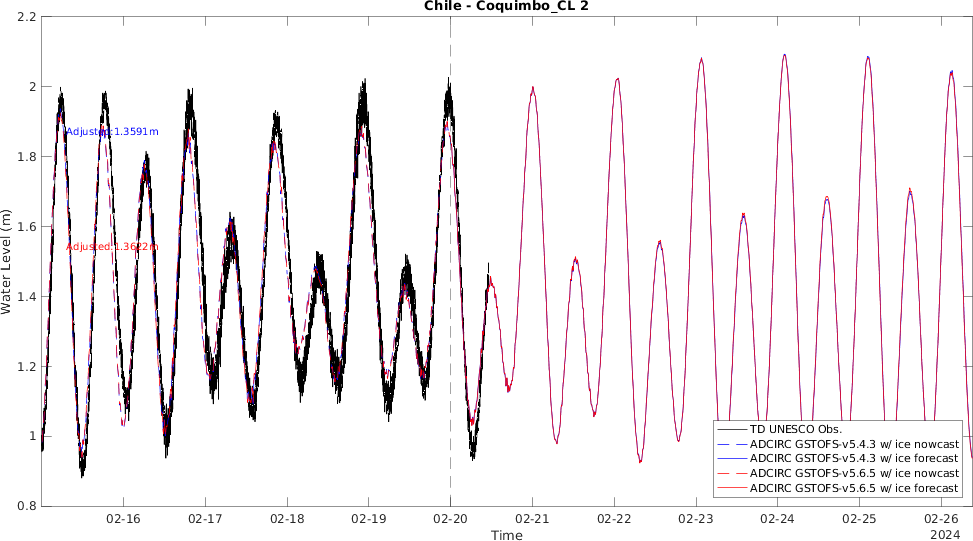 Chile - Coquimbo_CL 2
2.2
2
1.8
1.6
1.4
1.2
1
0.8
Water Level (m)
Adjusted:1.3591m
Adjusted:1.3622m
TD UNESCO Obs.
ADCIRC GSTOFS-v5.4.3 w/ ice nowcast
ADCIRC GSTOFS-v5.4.3 w/ ice forecast
ADCIRC GSTOFS-v5.6.5 w/ ice nowcast
ADCIRC GSTOFS-v5.6.5 w/ ice forecast
02-16 02-17 02-18 02-19 02-20 02-21 02-22 02-23 02-24 02-25 02-26
Time
2024